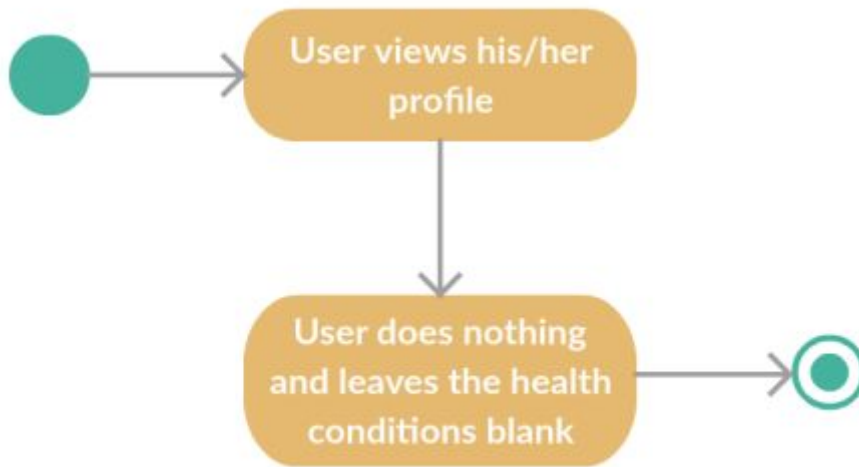 User views his/her
profile
User does nothing
and leaves the health
conditions blank